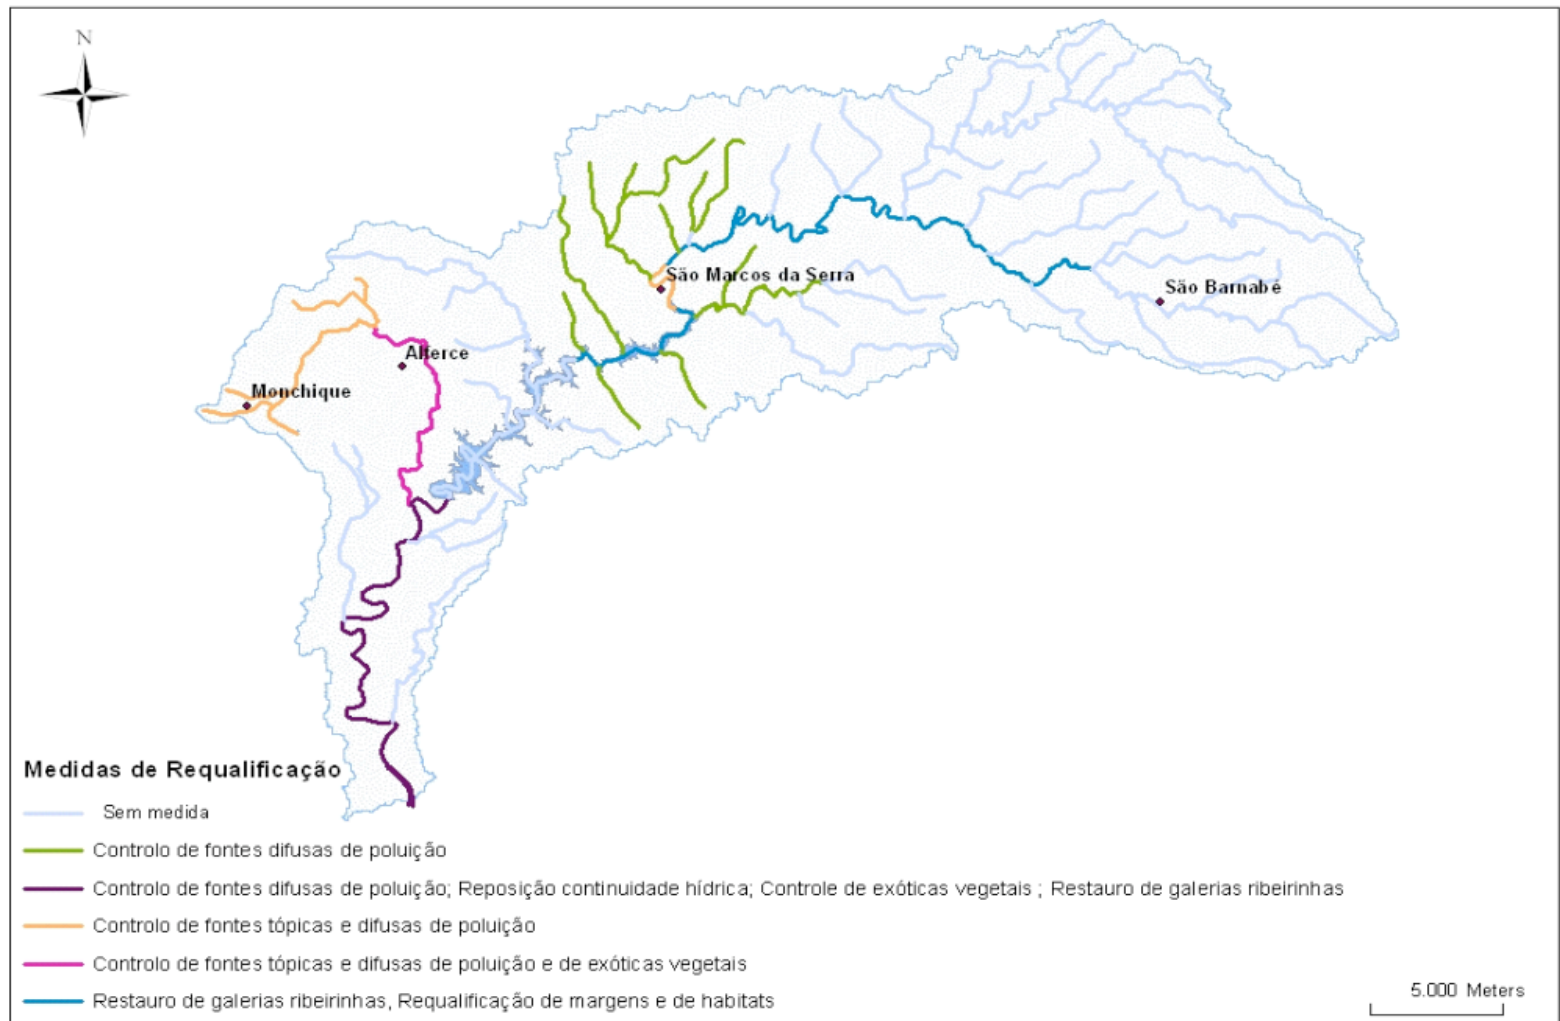 N
São Marcos da Serra
São Barnabé
Alferce
Monchique
Medidas de Requalificação
Sem medida
Controlo de fontes difusas de poluição
Controlo de fontes difusas de poluição; Reposição continuidade hídrica; Controle de exóticas vegetais ; Restauro de galerias ribeirinhas
Controlo de fontes tópicas e difusas de poluição
Controlo de fontes tópicas e difusas de poluição e de exóticas vegetais
Restauro de galerias ribeirinhas, Requalificação de margens e de habitats
5.000 Meters